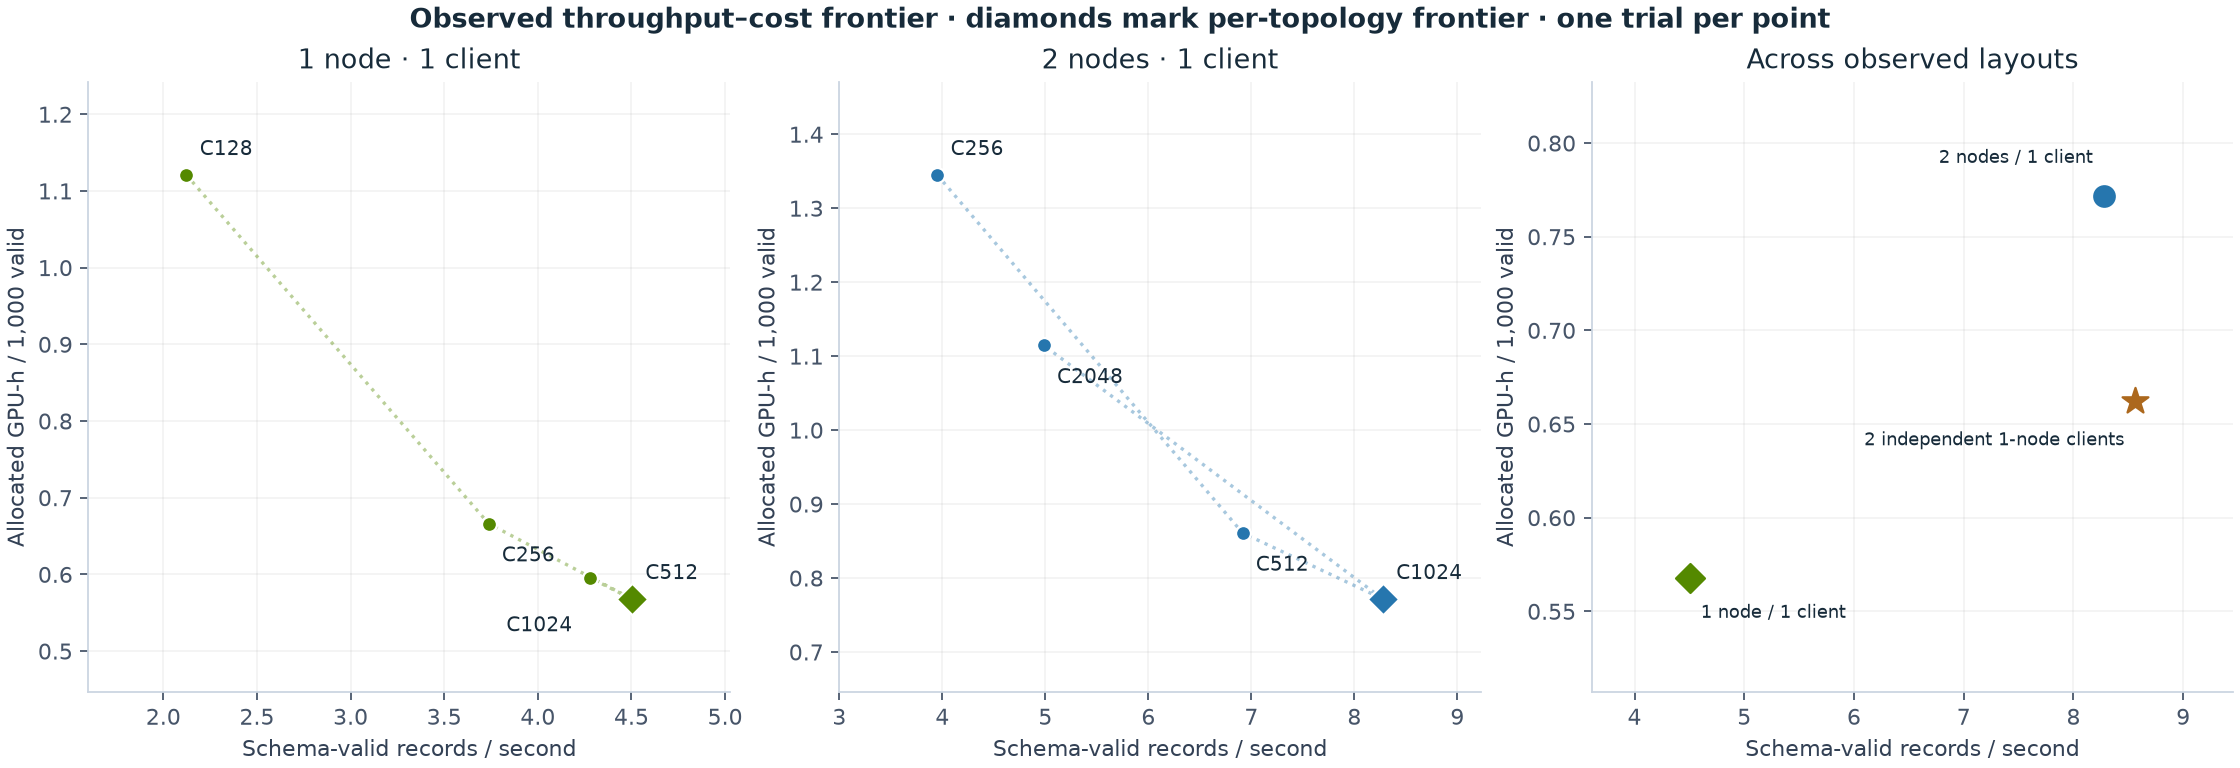 Observed throughput–cost frontier · diamonds mark per-topology frontier · one trial per point
1 node · 1 client
Allocated GPU-h / 1,000 valid
1.2
1.1
1.0
0.9
0.8
0.7
0.6
0.5
C128
C256
C512
C1024
2.0 2.5 3.0 3.5 4.0 4.5 5.0
Schema-valid records / second
2 nodes · 1 client
Allocated GPU-h / 1,000 valid
1.4
1.3
1.2
1.1
1.0
0.9
0.8
0.7
C256
C2048
C512
C1024
3 4 5 6 7 8 9
Schema-valid records / second
Across observed layouts
Allocated GPU-h / 1,000 valid
0.80
0.75
0.70
0.65
0.60
0.55
2 nodes / 1 client
2 independent 1-node clients
1 node / 1 client
4 5 6 7 8 9
Schema-valid records / second